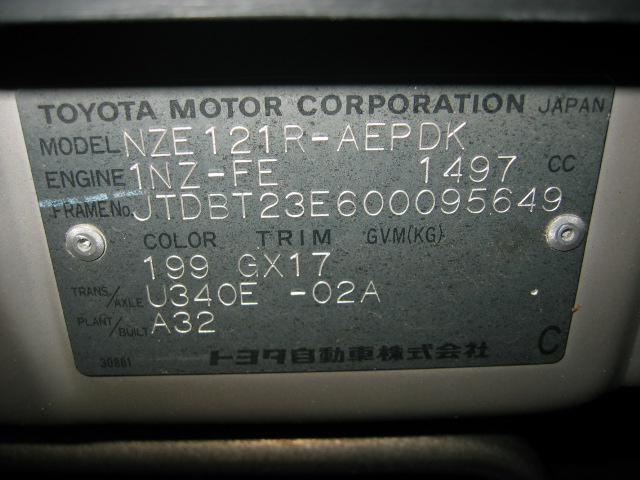 TOYOTA MOTOR CORPORATION JAPAN
MODEL NZE121R-AEPDK
ENGINE 1NZ-FE 1497 CC
FRAME No. JTDBT23E600095649
COLOR TRIM GVM(KG)
199 GX17
TRANS/AXLE U340E -02A
PLANT/BUILT A32
30881 トヨタ自動車株式会社 C